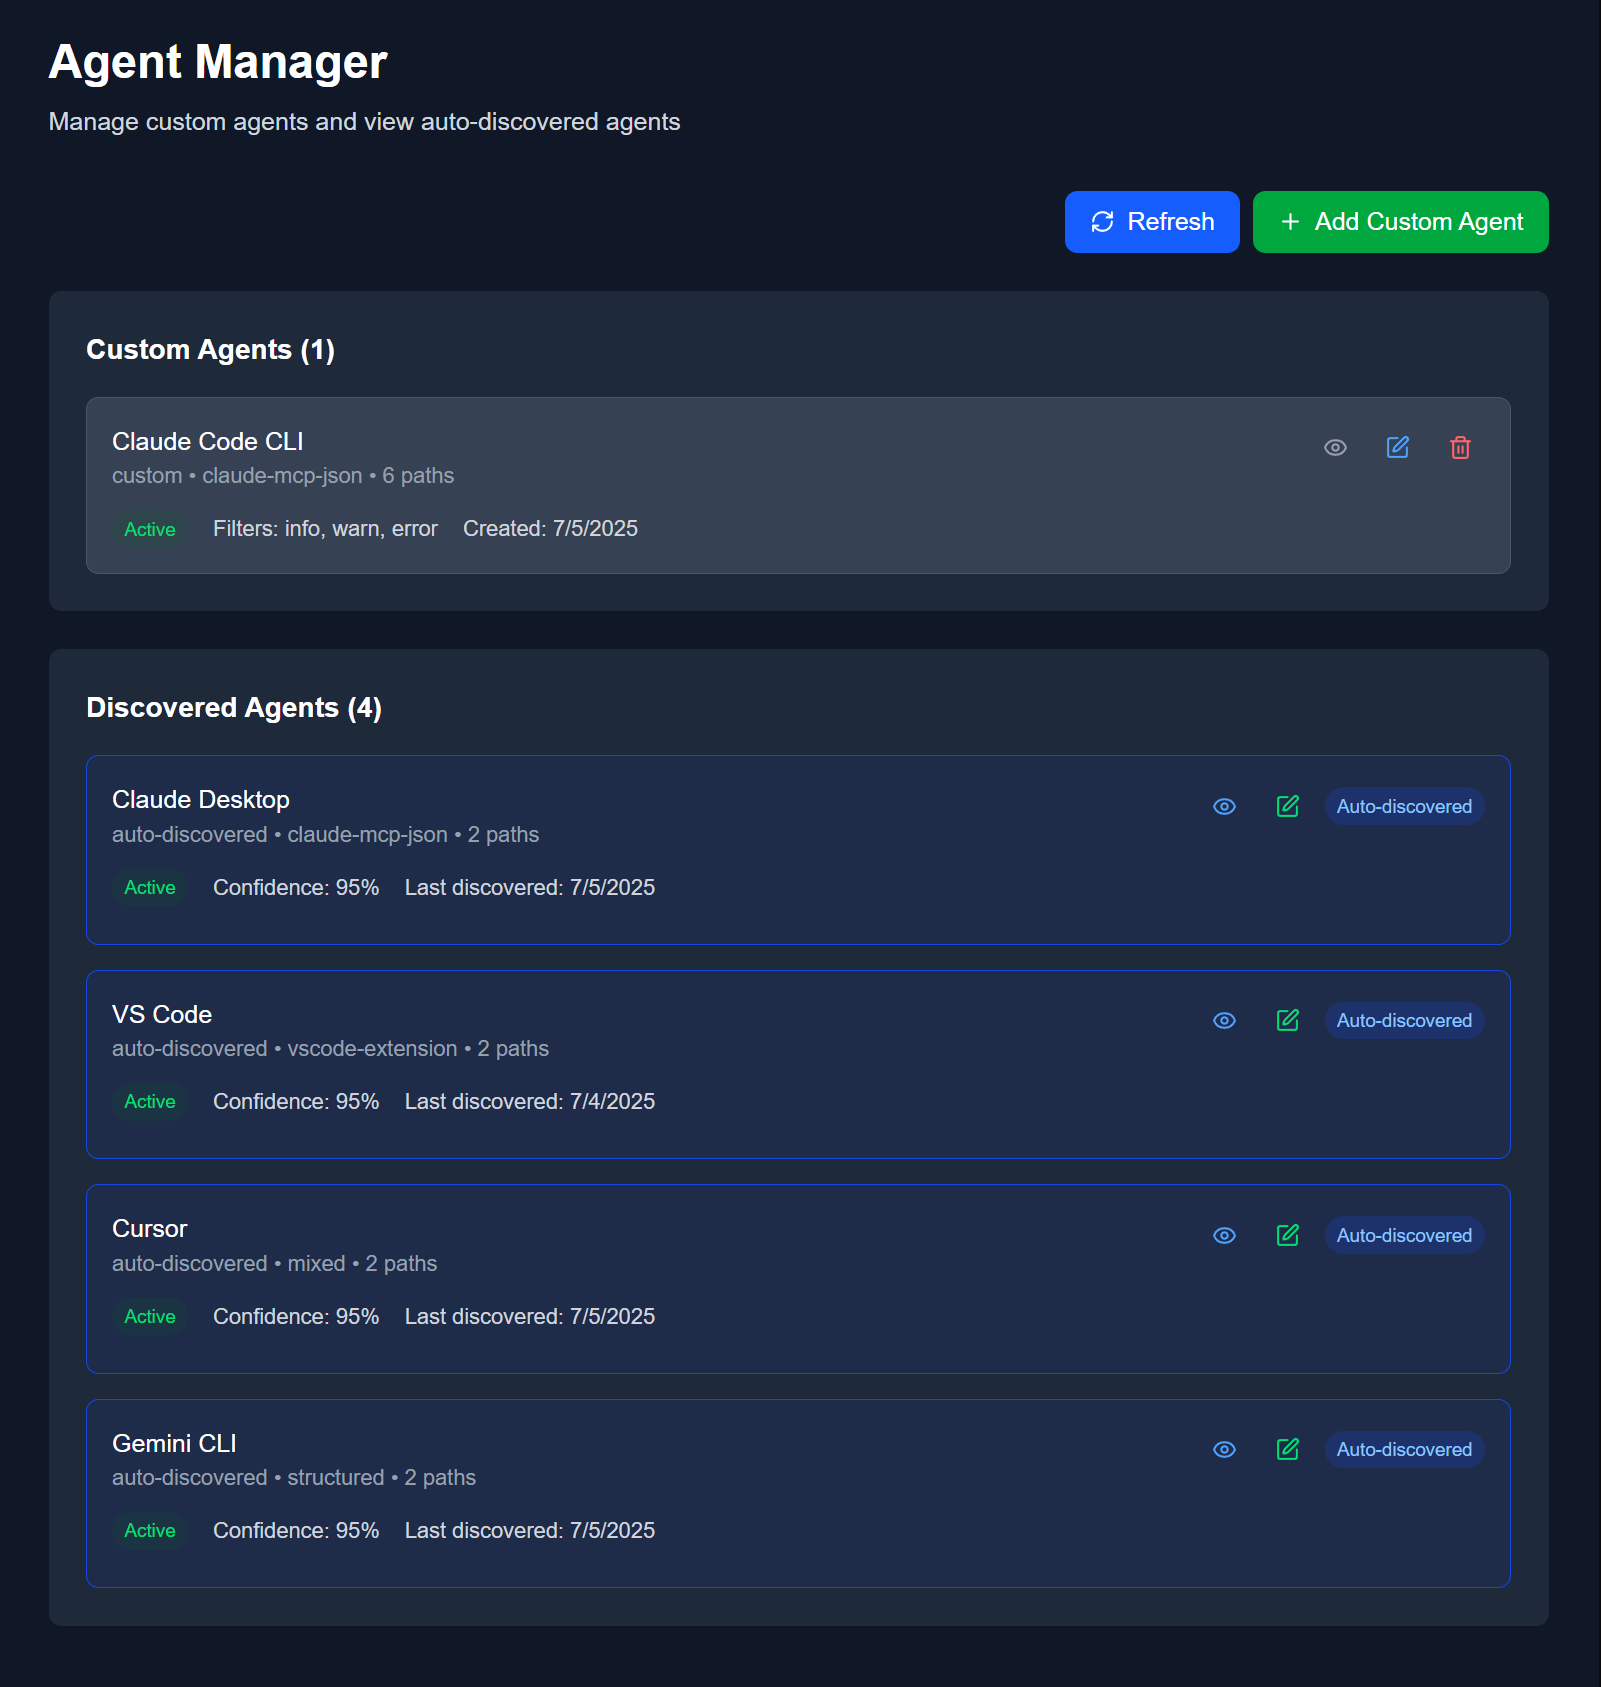 Agent Manager
Manage custom agents and view auto-discovered agents
Refresh
Add Custom Agent
Custom Agents (1)
Claude Code CLI
custom • claude-mcp-json • 6 paths
Active
Filters: info, warn, error
Created: 7/5/2025
Discovered Agents (4)
Claude Desktop
Auto-discovered
auto-discovered • claude-mcp-json • 2 paths
Active
Confidence: 95%
Last discovered: 7/5/2025
VS Code
Auto-discovered
auto-discovered • vscode-extension • 2 paths
Active
Confidence: 95%
Last discovered: 7/4/2025
Cursor
Auto-discovered
auto-discovered • mixed • 2 paths
Active
Confidence: 95%
Last discovered: 7/5/2025
Gemini CLI
Auto-discovered
auto-discovered • structured • 2 paths
Active
Confidence: 95%
Last discovered: 7/5/2025